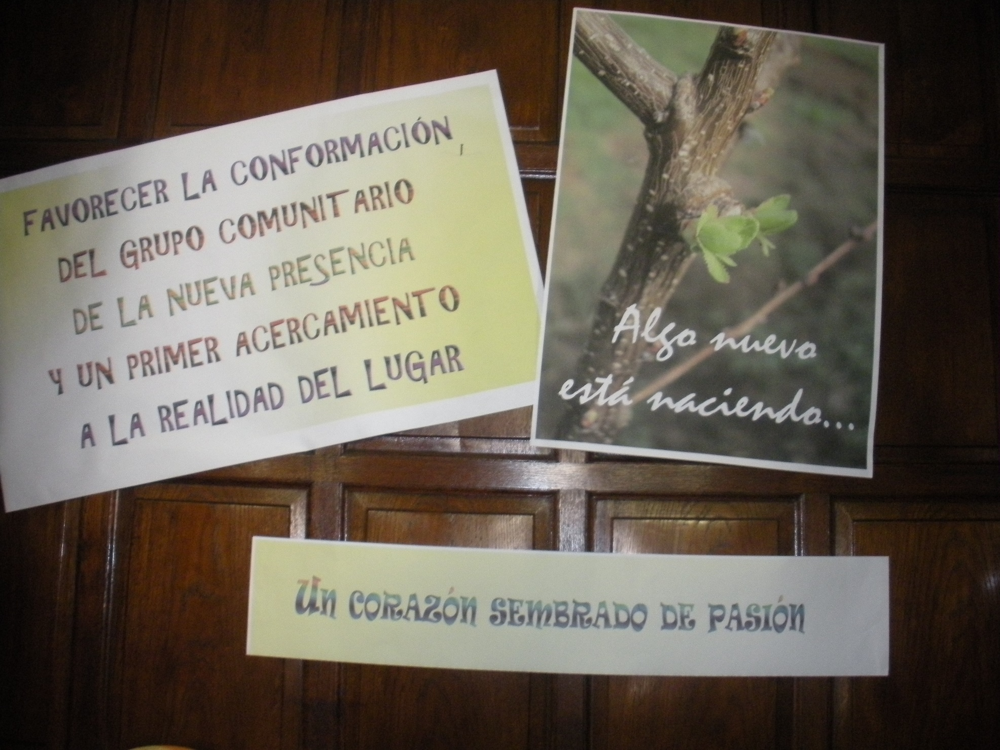 FAVORECER LA CONFORMACIÓN,
DEL GRUPO COMUNITARIO
DE LA NUEVA PRESENCIA
Y UN PRIMER ACERCAMIENTO
A LA REALIDAD DEL LUGAR
Algo nuevo
está naciendo...
Un corazón sembrado de pasión